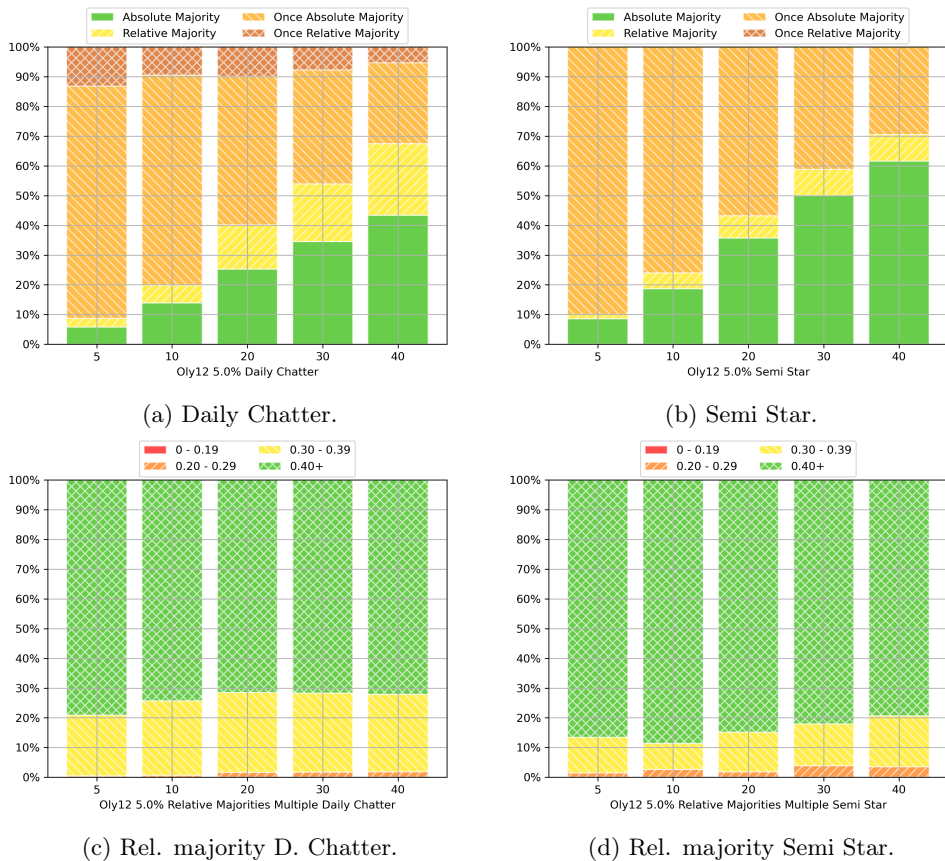 Absolute Majority
Once Absolute Majority
Relative Majority
Once Relative Majority
100%
90%
80%
70%
60%
50%
40%
30%
20%
10%
0%
5 10 20 30 40
Oly12 5.0% Daily Chatter
(a) Daily Chatter.
Absolute Majority
Once Absolute Majority
Relative Majority
Once Relative Majority
100%
90%
80%
70%
60%
50%
40%
30%
20%
10%
0%
5 10 20 30 40
Oly12 5.0% Semi Star
(b) Semi Star.
0 - 0.19
0.30 - 0.39
0.20 - 0.29
0.40+
100%
90%
80%
70%
60%
50%
40%
30%
20%
10%
0%
5 10 20 30 40
Oly12 5.0% Relative Majorities Multiple Daily Chatter
(c) Rel. majority D. Chatter.
0 - 0.19
0.30 - 0.39
0.20 - 0.29
0.40+
100%
90%
80%
70%
60%
50%
40%
30%
20%
10%
0%
5 10 20 30 40
Oly12 5.0% Relative Majorities Multiple Semi Star
(d) Rel. majority Semi Star.